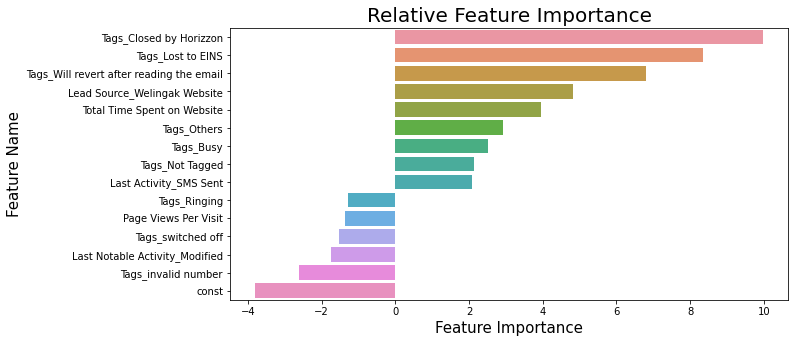 Relative Feature Importance
Feature Name
Tags_Closed by Horizzon
Tags_Lost to EINS
Tags_Will revert after reading the email
Lead Source_Welingak Website
Total Time Spent on Website
Tags_Others
Tags_Busy
Tags_Not Tagged
Last Activity_SMS Sent
Tags_Ringing
Page Views Per Visit
Tags_switched off
Last Notable Activity_Modified
Tags_invalid number
const
−4 −2 0 2 4 6 8 10
Feature Importance